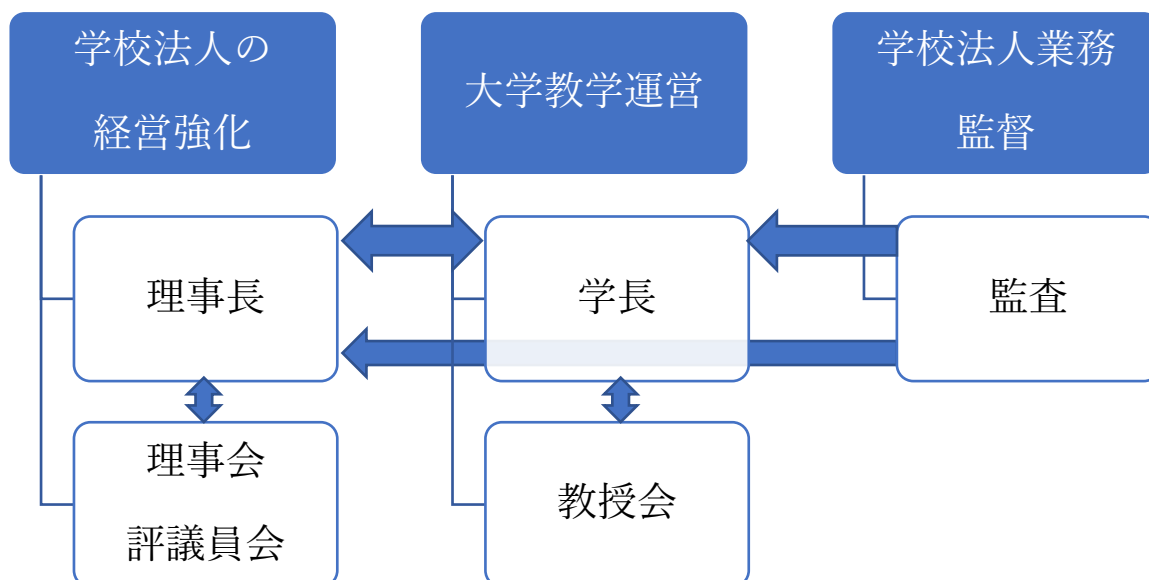 学校法人の
経営強化
大学教学運営
学校法人業務
監督
理事長
学長
監査
理事会
評議員会
教授会